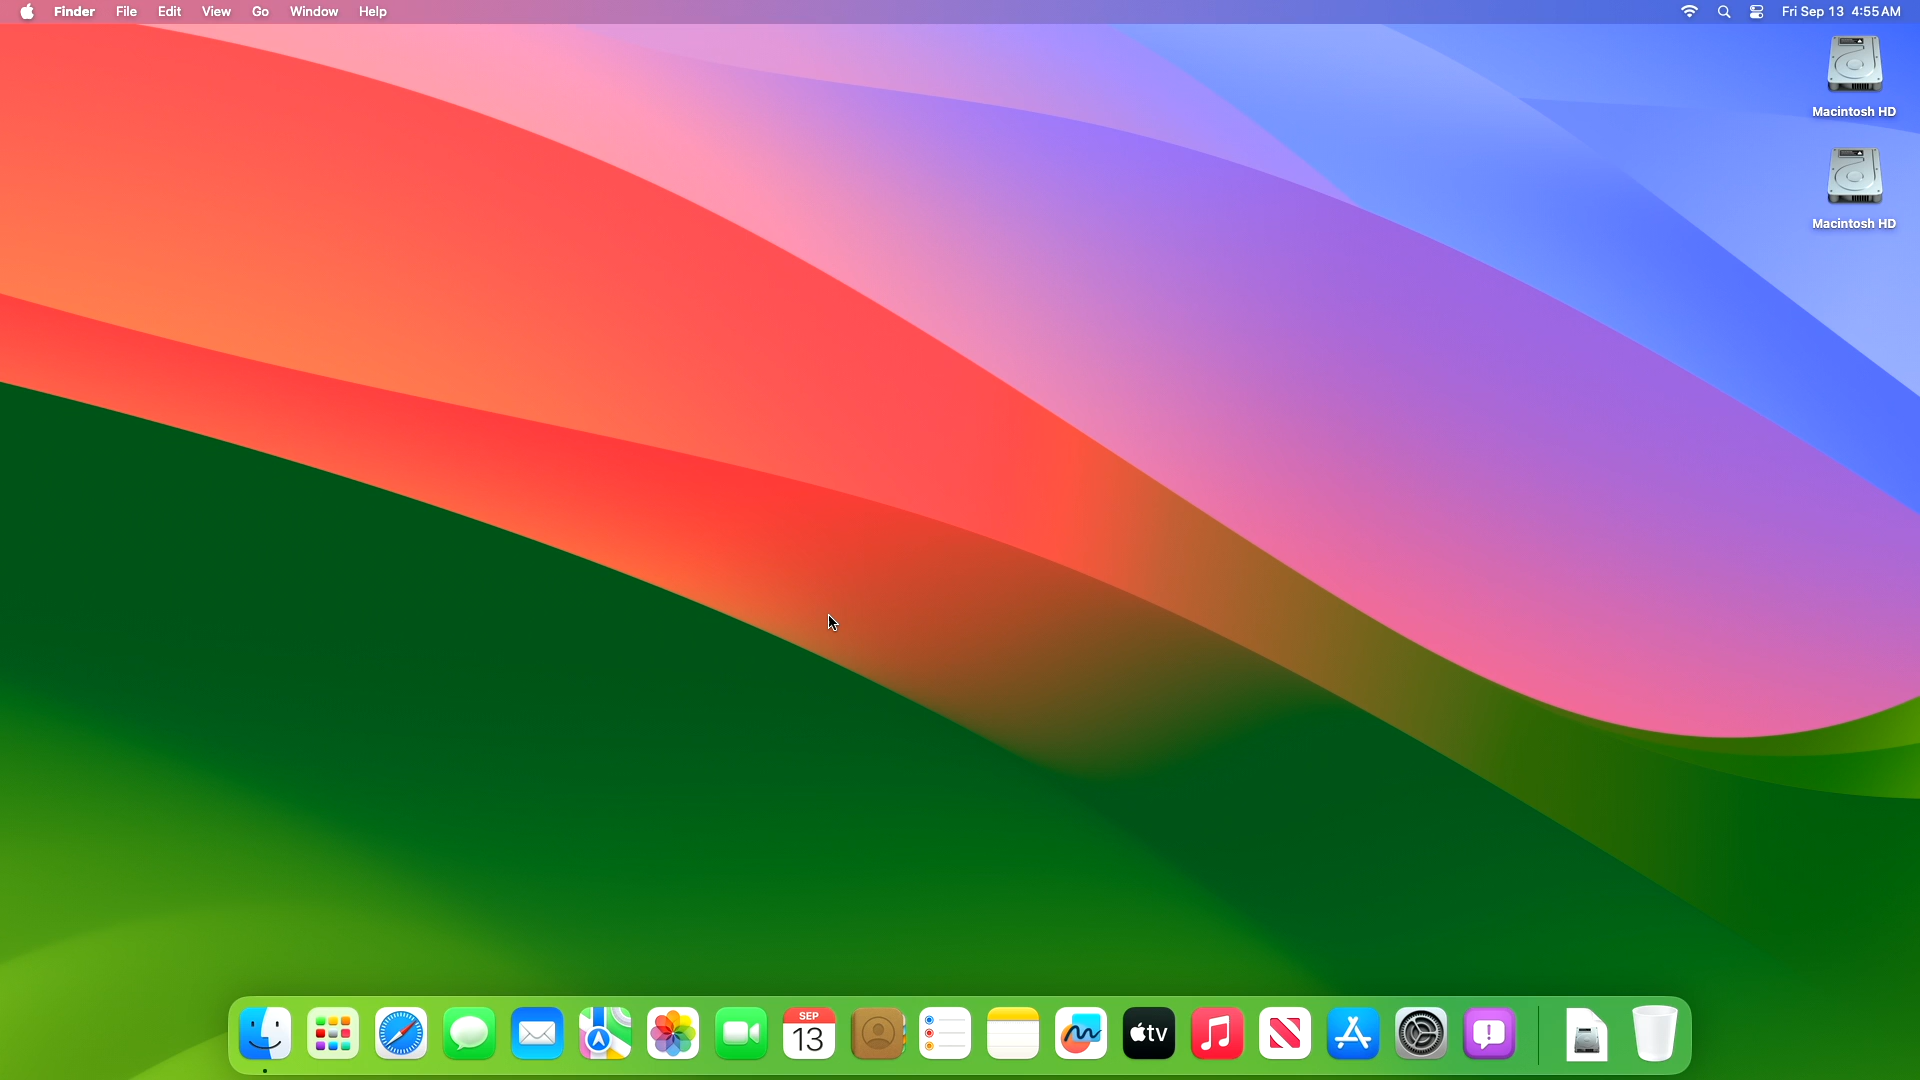 Finder File Edit View Go Window Help Fri Sep 13 4:55 AM
Macintosh HD
Macintosh HD
SEP
13
tv